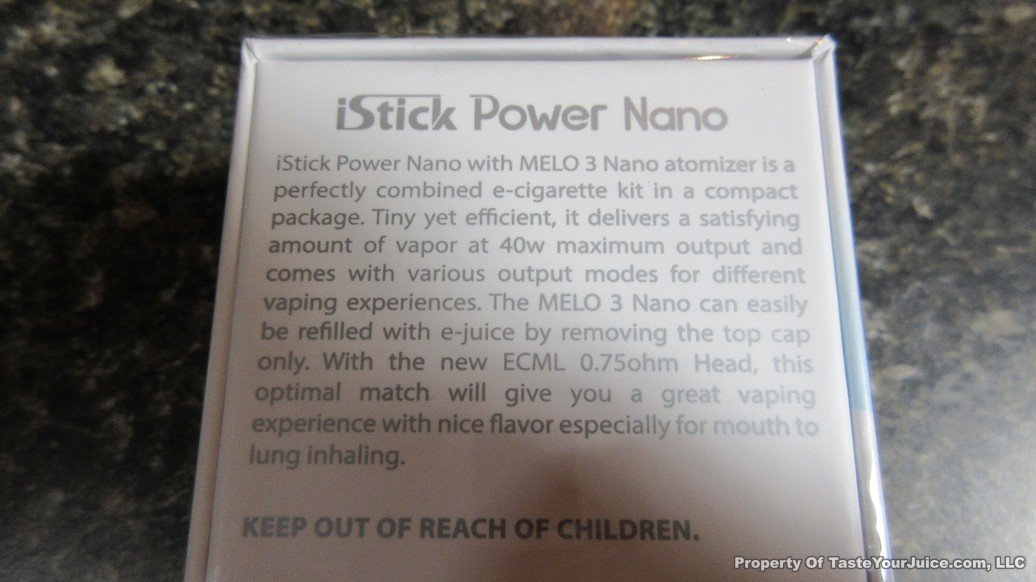 iStick Power Nano
iStick Power Nano with MELO 3 Nano atomizer is a
perfectly combined e-cigarette kit in a compact
package. Tiny yet efficient, it delivers a satisfying
amount of vapor at 40w maximum output and
comes with various output modes for different
vaping experiences. The MELO 3 Nano can easily
be refilled with e-juice by removing the top cap
only. With the new ECML 0.75ohm Head, this
optimal match will give you a great vaping
experience with nice flavor especially for mouth to
lung inhaling.
KEEP OUT OF REACH OF CHILDREN.
Property Of TasteYourJuice.com, LLC